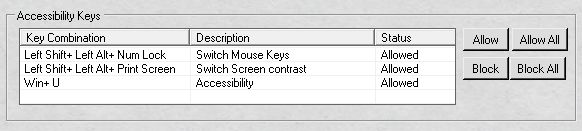 Accessibility Keys
Key Combination Description Status
Left Shift+ Left Alt+ Num Lock Switch Mouse Keys Allowed
Left Shift+ Left Alt+ Print Screen Switch Screen contrast Allowed
Win+ U Accessibility Allowed
Allow Allow All
Block Block All